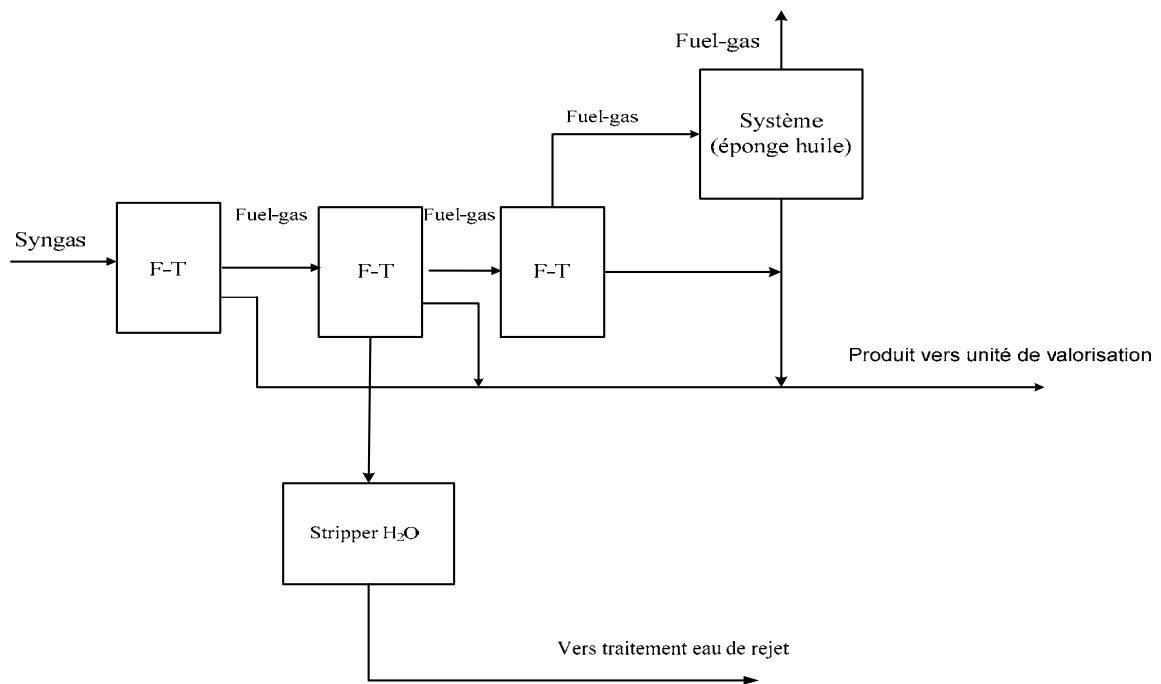 Fuel-gas
Fuel-gas
Système
(éponge huile)
Fuel-gas
Fuel-gas
Syngas
F-T
F-T
F-T
Produit vers unité de valorisation
Stripper H₂O
Vers traitement eau de rejet